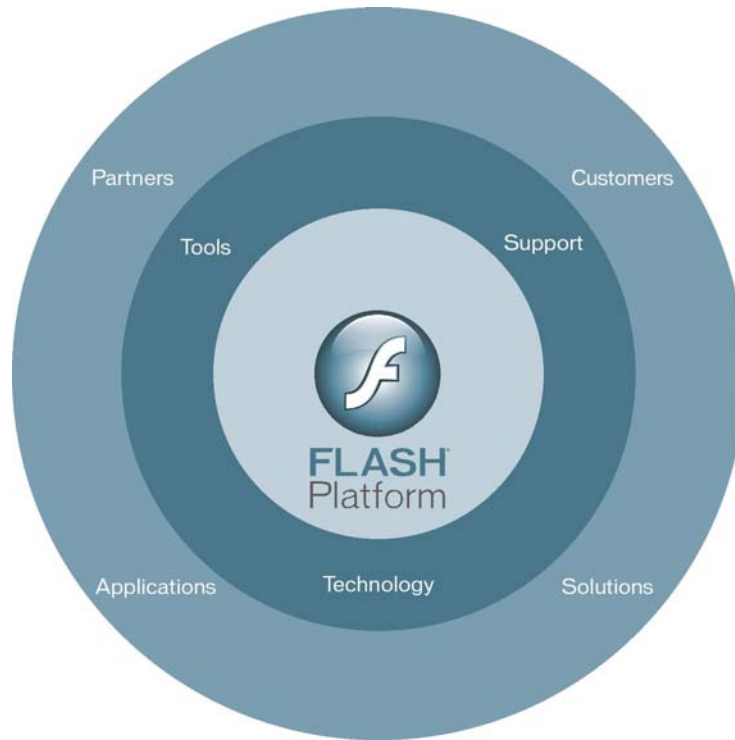 Partners
Customers
Tools
Support
FLASH®
Platform
Technology
Applications
Solutions